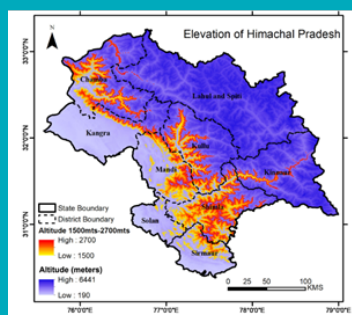 Elevation of Himachal Pradesh
N
33°0'0"N
32°0'0"N
31°0'0"N
Chamba
Lahul and Spiti
Kangra
Kullu
Mandi
Kinnaur
Shimla
Solan
Sirmaur
State Boundary
District Boundary
Altitude 1500mts-2700mts
High : 2700
Low : 1500
Altitude (meters)
High : 6441
Low : 190
0 25 50 100
KMS
76°0'0"E 77°0'0"E 78°0'0"E 79°0'0"E